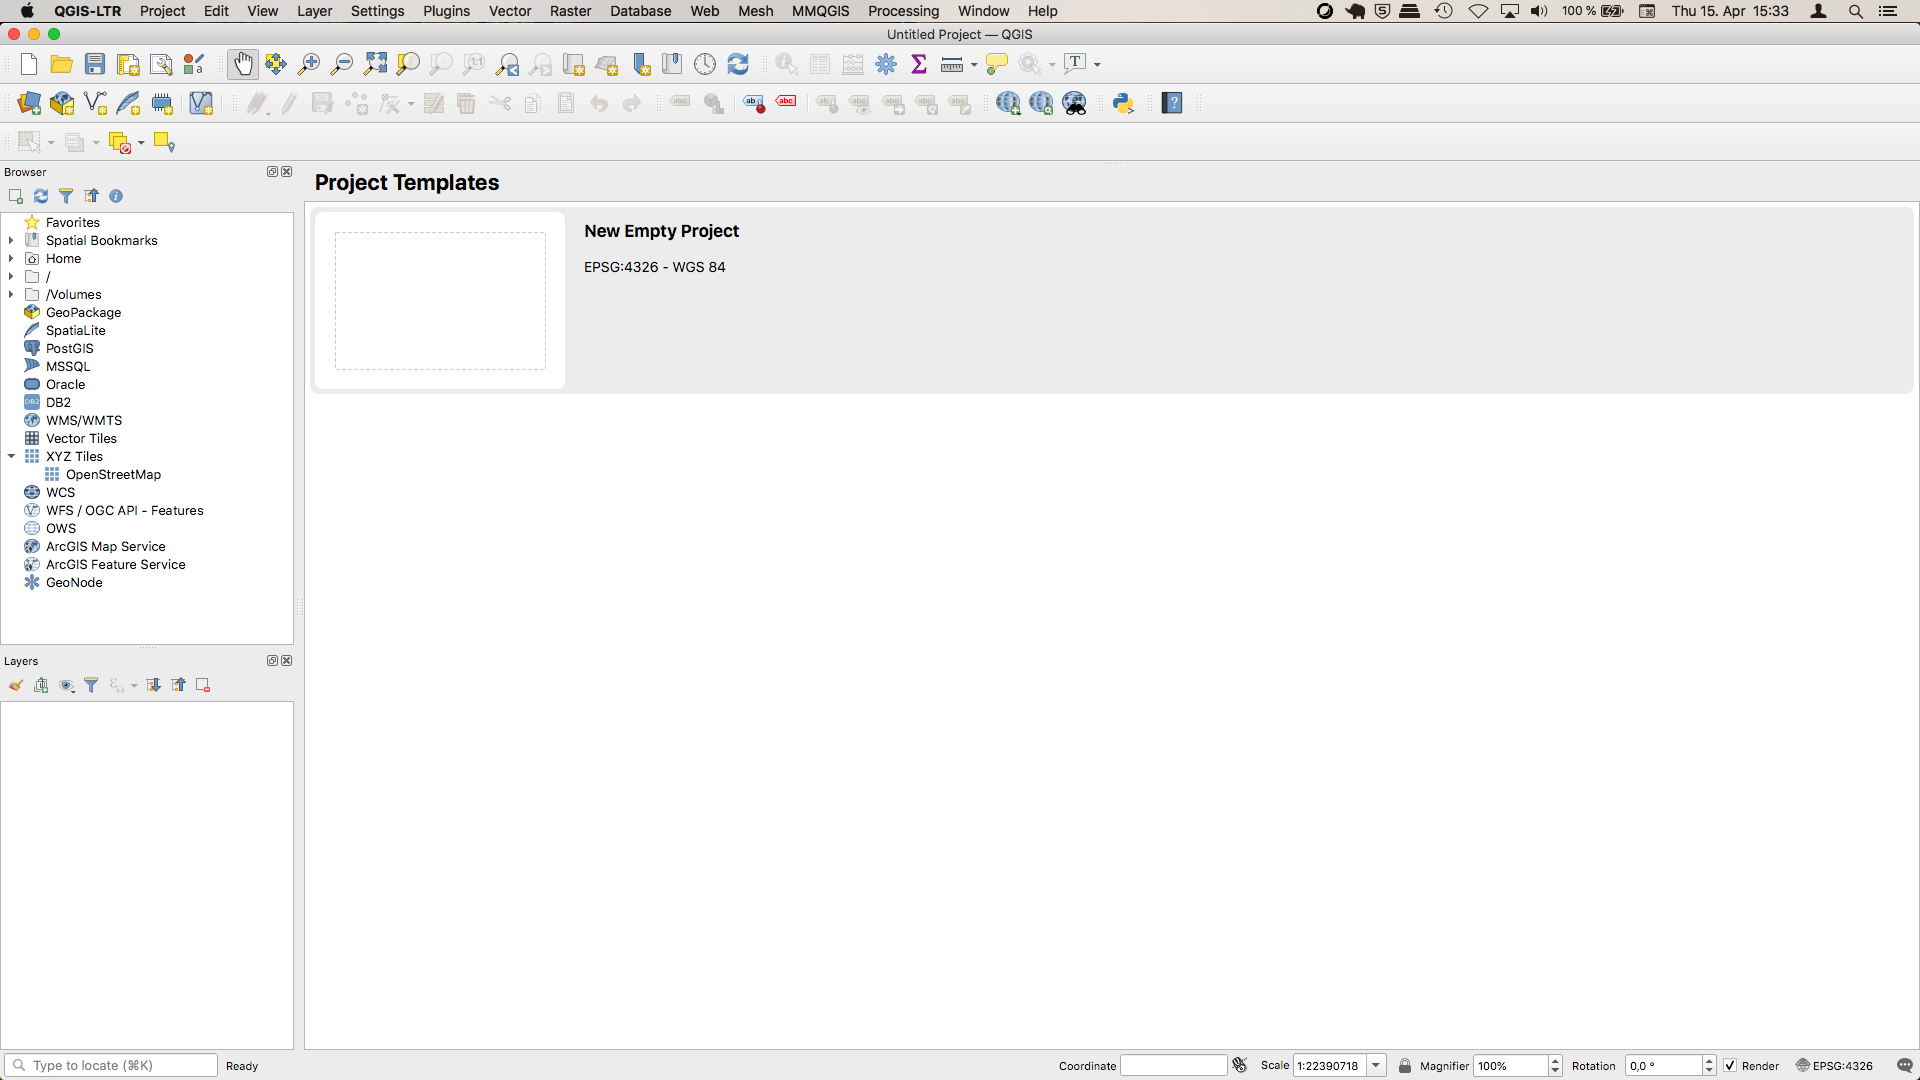 QGIS-LTR Project Edit View Layer Settings Plugins Vector Raster Database Web Mesh MMQGIS Processing Window Help 100 % Thu 15. Apr 15:33
Untitled Project — QGIS
Browser
Project Templates
Favorites
Spatial Bookmarks
Home
/
/Volumes
GeoPackage
SpatiaLite
PostGIS
MSSQL
Oracle
DB2
WMS/WMTS
Vector Tiles
XYZ Tiles
OpenStreetMap
WCS
WFS / OGC API - Features
OWS
ArcGIS Map Service
ArcGIS Feature Service
GeoNode
New Empty Project
EPSG:4326 - WGS 84
Layers
Type to locate (⌘K) Ready Coordinate Scale 1:22390718 Magnifier 100% Rotation 0,0 ° Render EPSG:4326